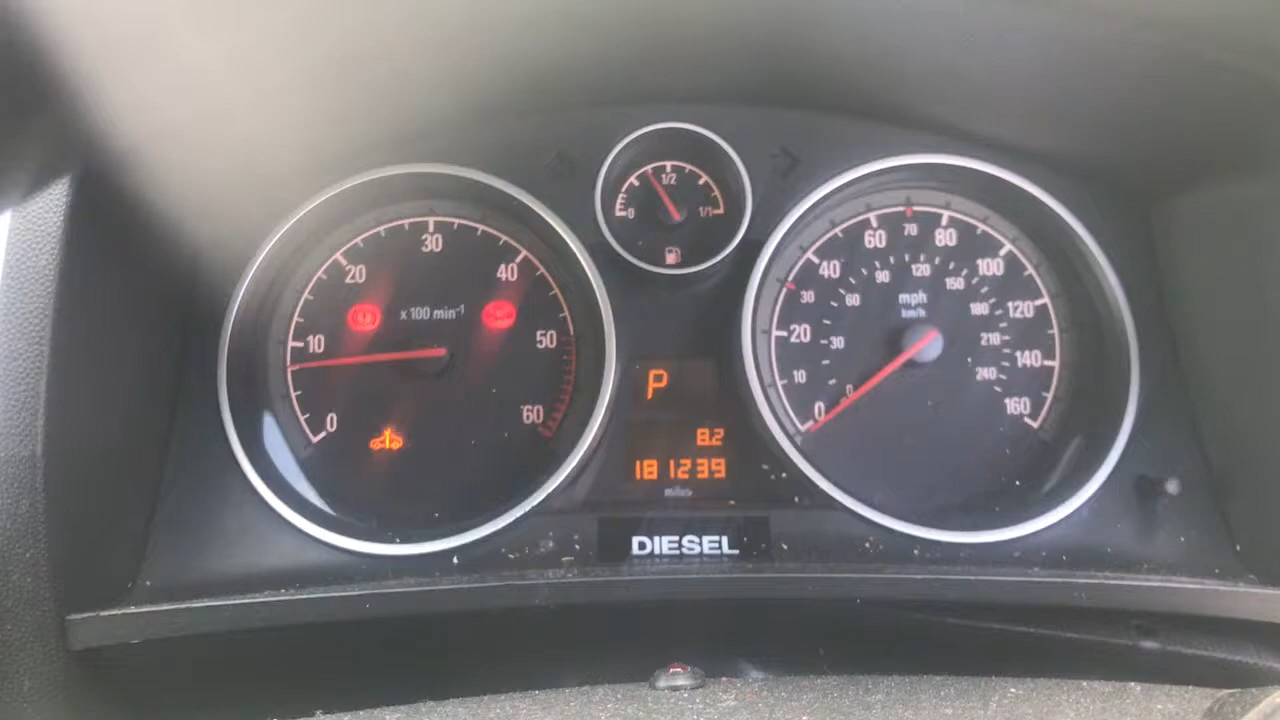 0 1/2 1/1
0 10 20 30 40 50 60
x 100 min-1
0 10 20 30 40 60 70 80 100 120 140 160
mph
km/h
0 30 60 90 120 150 180 210 240
P
8.2
181239
miles
DIESEL